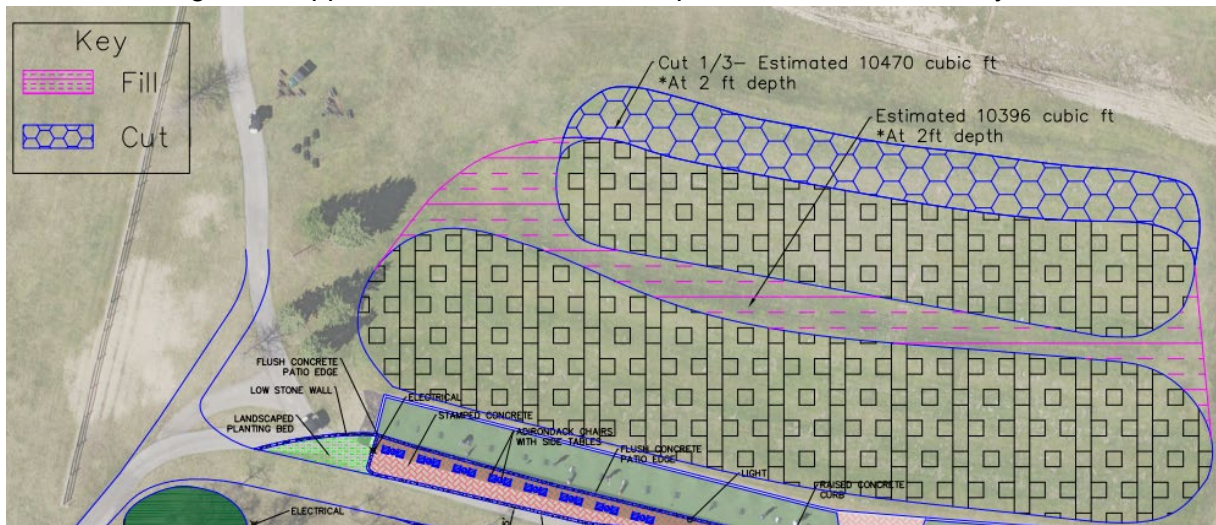 Key
Fill
Cut
Cut 1/3- Estimated 10470 cubic ft
*At 2 ft depth
Estimated 10396 cubic ft
*At 2ft depth
FLUSH CONCRETE
PATIO EDGE
LOW STONE WALL
LANDSCAPED
PLANTING BED
ELECTRICAL
STAMPED CONCRETE
ADIRONDACK CHAIRS
WITH SIDE TABLES
FLUSH CONCRETE
PATIO EDGE
LIGHT
RAISED CONCRETE
CURB
ELECTRICAL